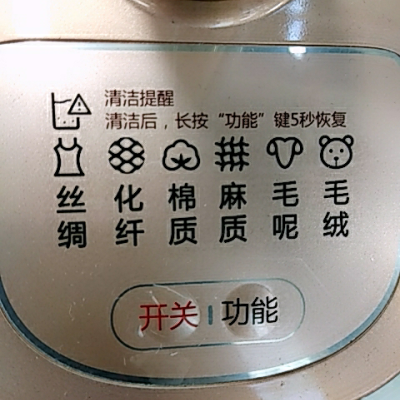 清洁提醒
清洁后，长按“功能”键5秒恢复
丝绸 化纤 棉质 麻质 毛呢 毛绒
开关 功能